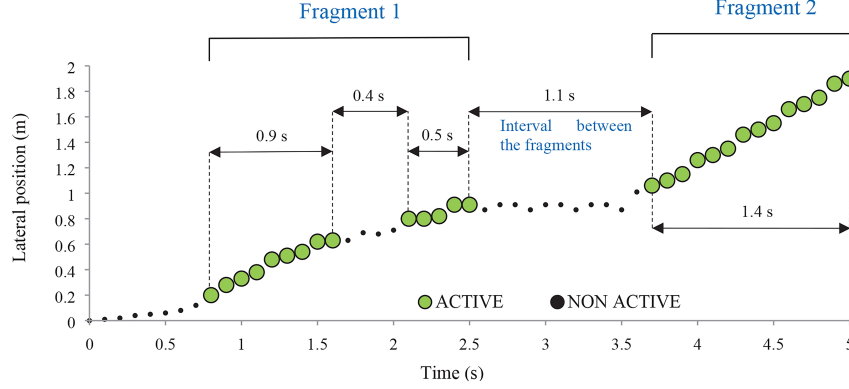 Fragment 1
Fragment 2
2
1.8
1.6
1.4
1.2
1
0.8
0.6
0.4
0.2
0
Lateral position (m)
0.9 s
0.4 s
0.5 s
1.1 s
Interval between
the fragments
1.4 s
ACTIVE
NON ACTIVE
0
0.5
1
1.5
2
2.5
3
3.5
4
4.5
5
Time (s)